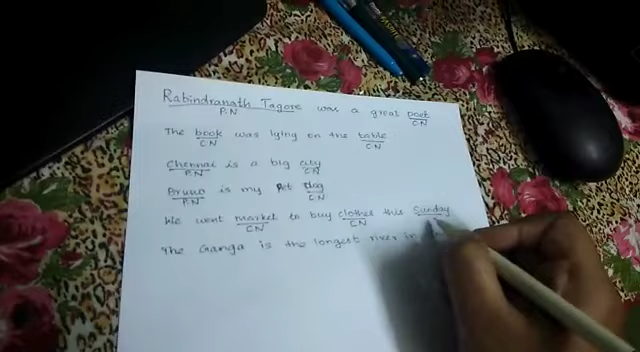 Rabindranath Tagore was a great poet
P.N C.N
The book was lying on the table
C.N C.N
Chennai is a big city
P.N C.N
Bruno is my Pet dog
P.N C.N
We went market to buy clothes this Sunday
C.N C.N
The Ganga is the longest river in